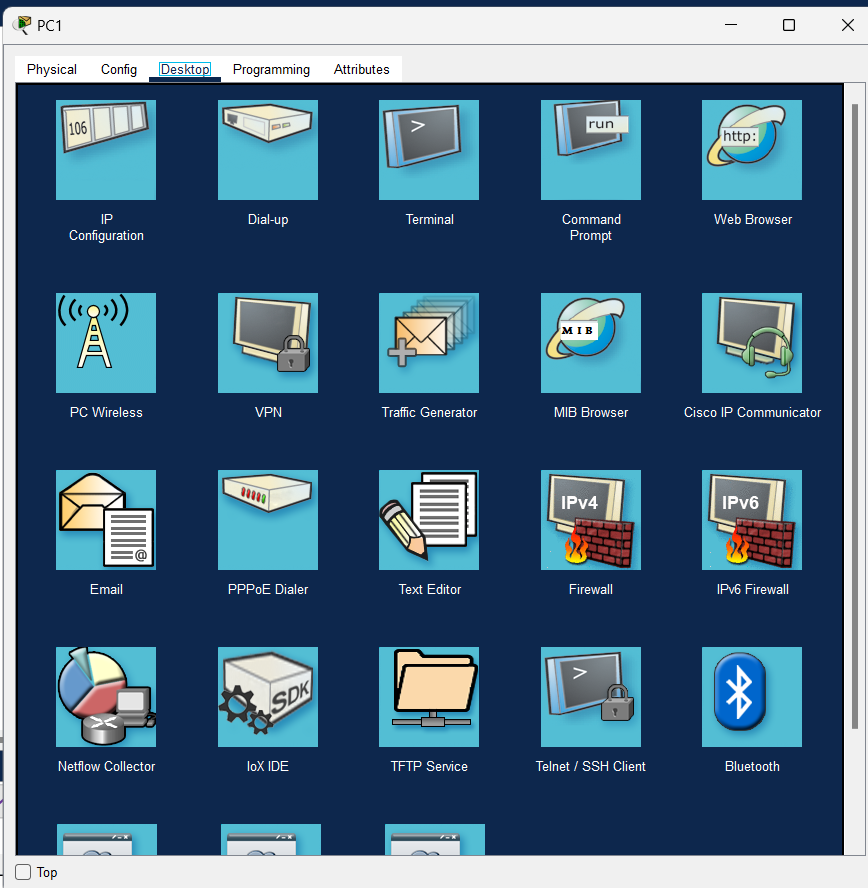 PC1
Physical
Config
Desktop
Programming
Attributes
106
run
http:
IP
Configuration
Dial-up
Terminal
Command
Prompt
Web Browser
MIB
PC Wireless
VPN
Traffic Generator
MIB Browser
Cisco IP Communicator
@
IPv4
IPv6
Email
PPPoE Dialer
Text Editor
Firewall
IPv6 Firewall
SDK
Netflow Collector
IoX IDE
TFTP Service
Telnet / SSH Client
Bluetooth
Top